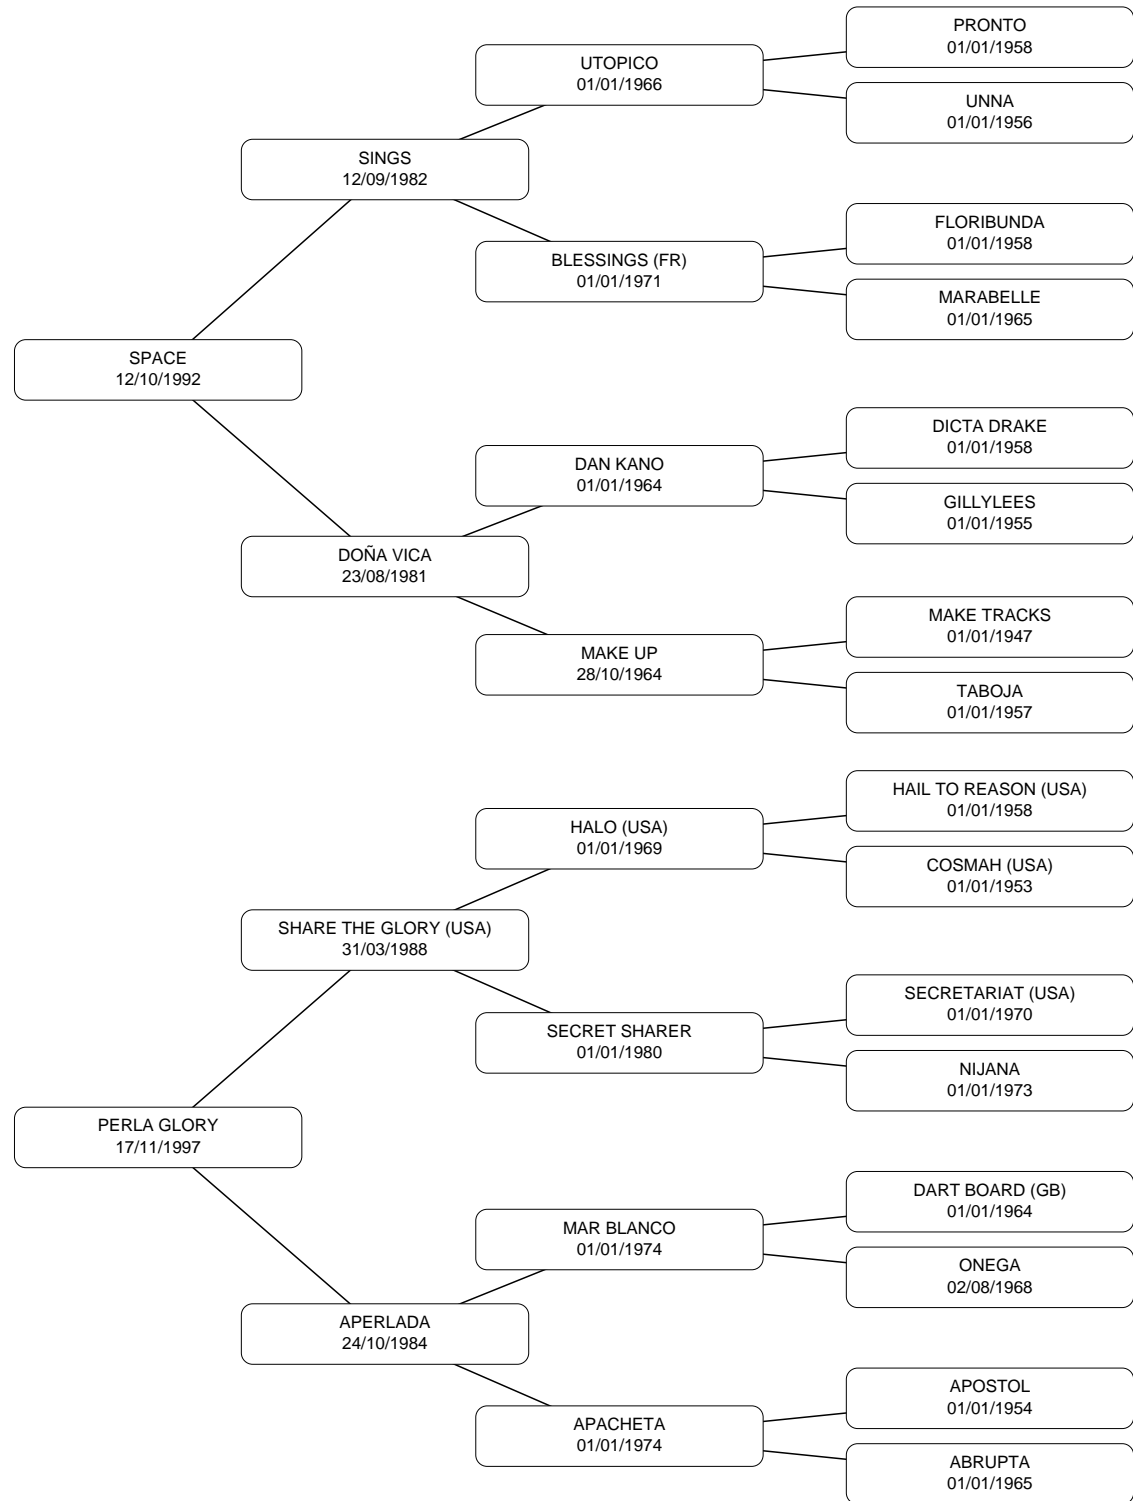 PRONTO
01/01/1958
UTOPICO
01/01/1966
UNNA
01/01/1956
SINGS
12/09/1982
FLORIBUNDA
01/01/1958
BLESSINGS (FR)
01/01/1971
MARABELLE
01/01/1965
SPACE
12/10/1992
DICTA DRAKE
01/01/1958
DAN KANO
01/01/1964
GILLYLEES
01/01/1955
DOÑA VICA
23/08/1981
MAKE TRACKS
01/01/1947
MAKE UP
28/10/1964
TABOJA
01/01/1957
HAIL TO REASON (USA)
01/01/1958
HALO (USA)
01/01/1969
COSMAH (USA)
01/01/1953
SHARE THE GLORY (USA)
31/03/1988
SECRETARIAT (USA)
01/01/1970
SECRET SHARER
01/01/1980
NIJANA
01/01/1973
PERLA GLORY
17/11/1997
DART BOARD (GB)
01/01/1964
MAR BLANCO
01/01/1974
ONEGA
02/08/1968
APERLADA
24/10/1984
APOSTOL
01/01/1954
APACHETA
01/01/1974
ABRUPTA
01/01/1965